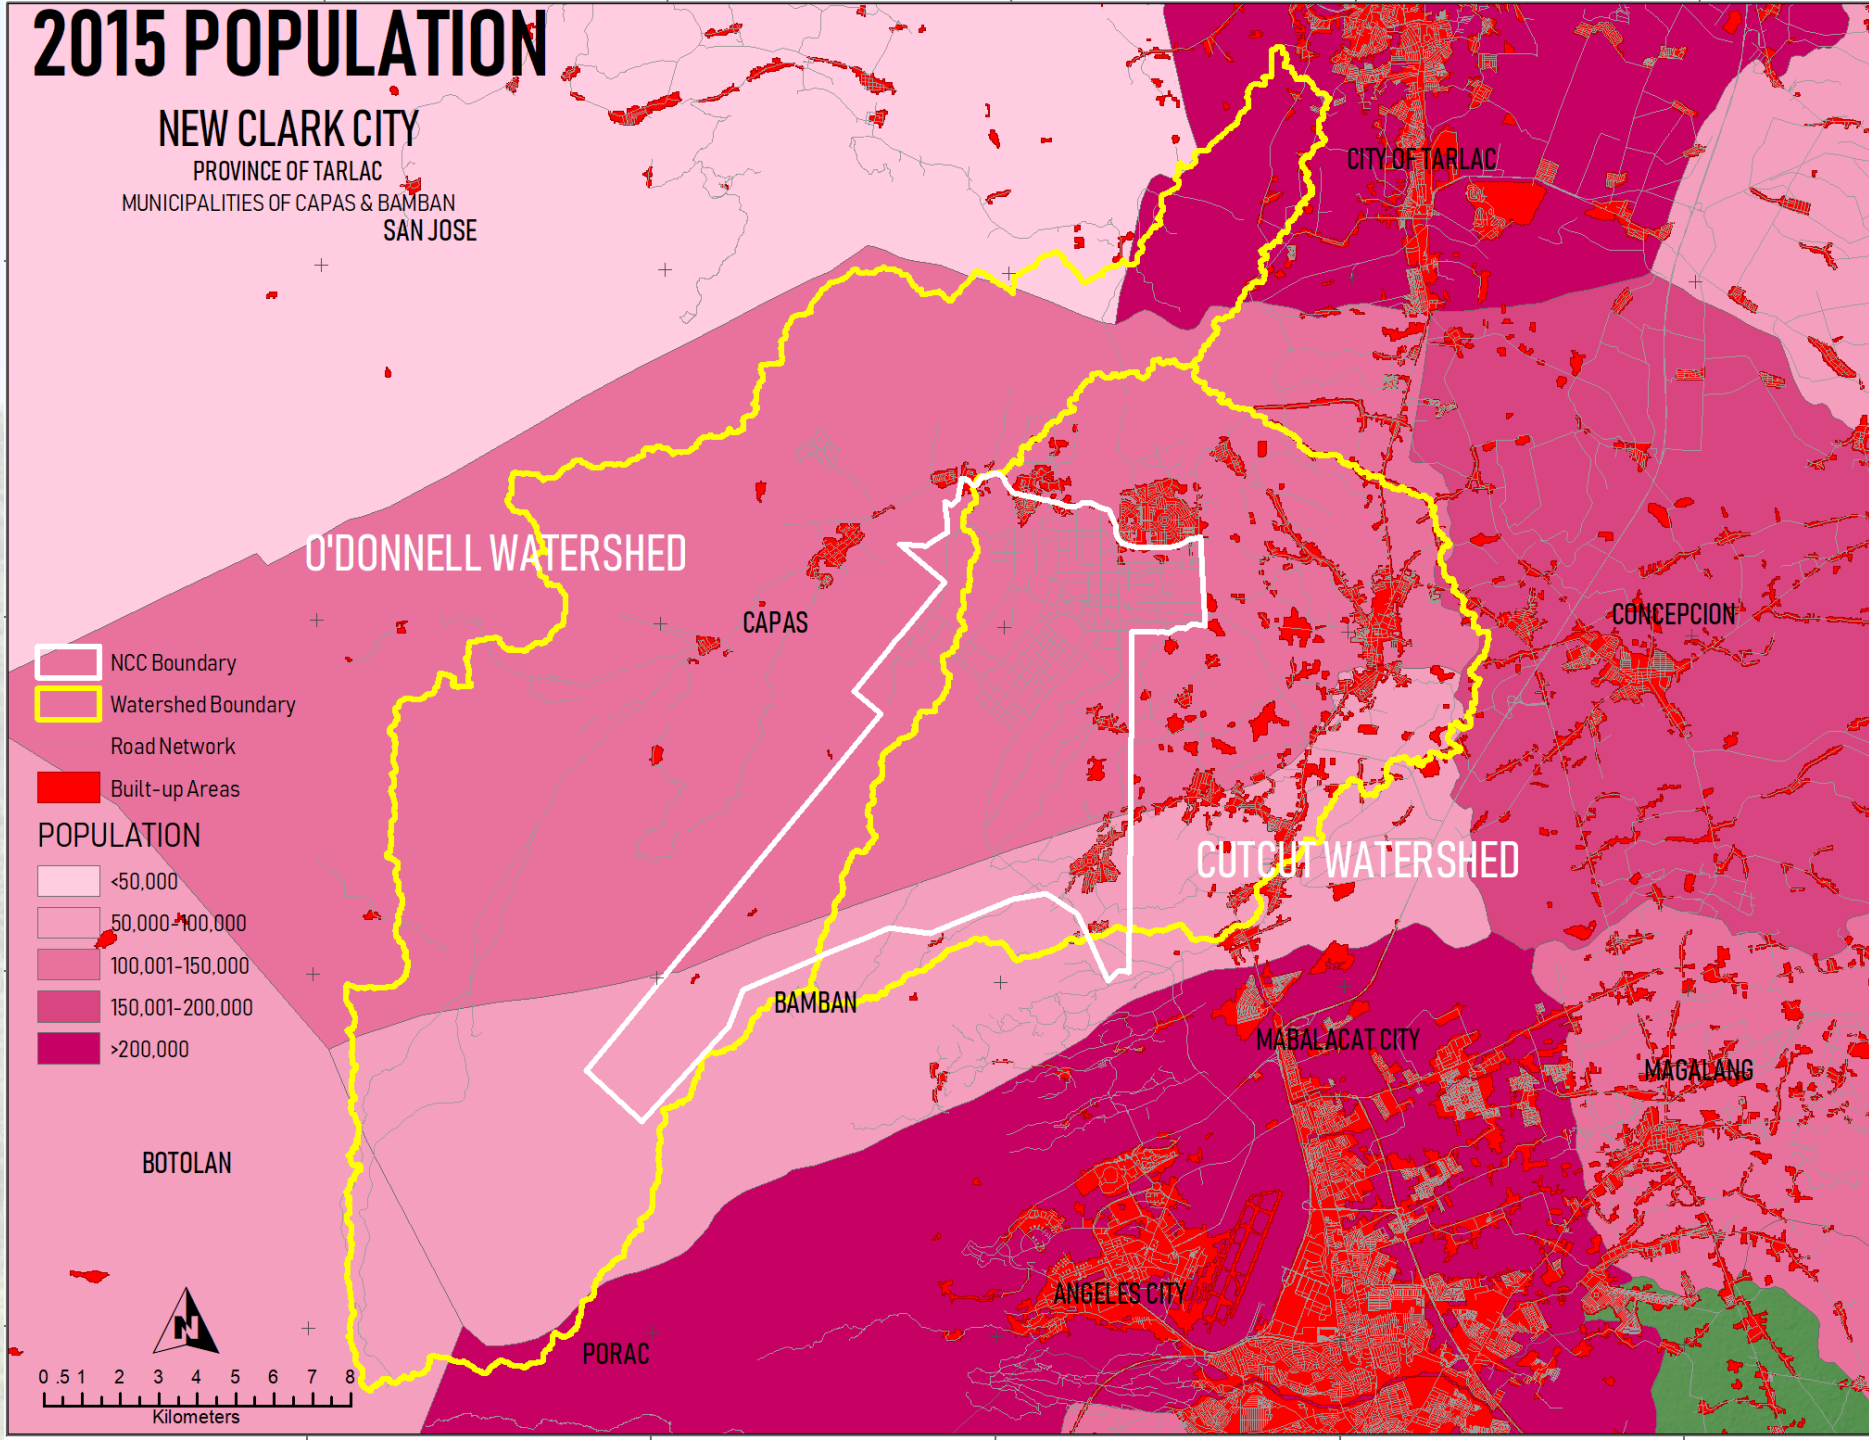 2015 POPULATION
NEW CLARK CITY
PROVINCE OF TARLAC
MUNICIPALITIES OF CAPAS & BAMBAN
SAN JOSE
CITY OF TARLAC
O'DONNELL WATERSHED
CAPAS
CONCEPCION
NCC Boundary
Watershed Boundary
Road Network
Built-up Areas
POPULATION
<50,000
50,000-100,000
100,001-150,000
150,001-200,000
>200,000
CUTCUT WATERSHED
BAMBAN
MABALACAT CITY
MAGALANG
BOTOLAN
ANGELES CITY
PORAC
N
0 .5 1 2 3 4 5 6 7 8
Kilometers